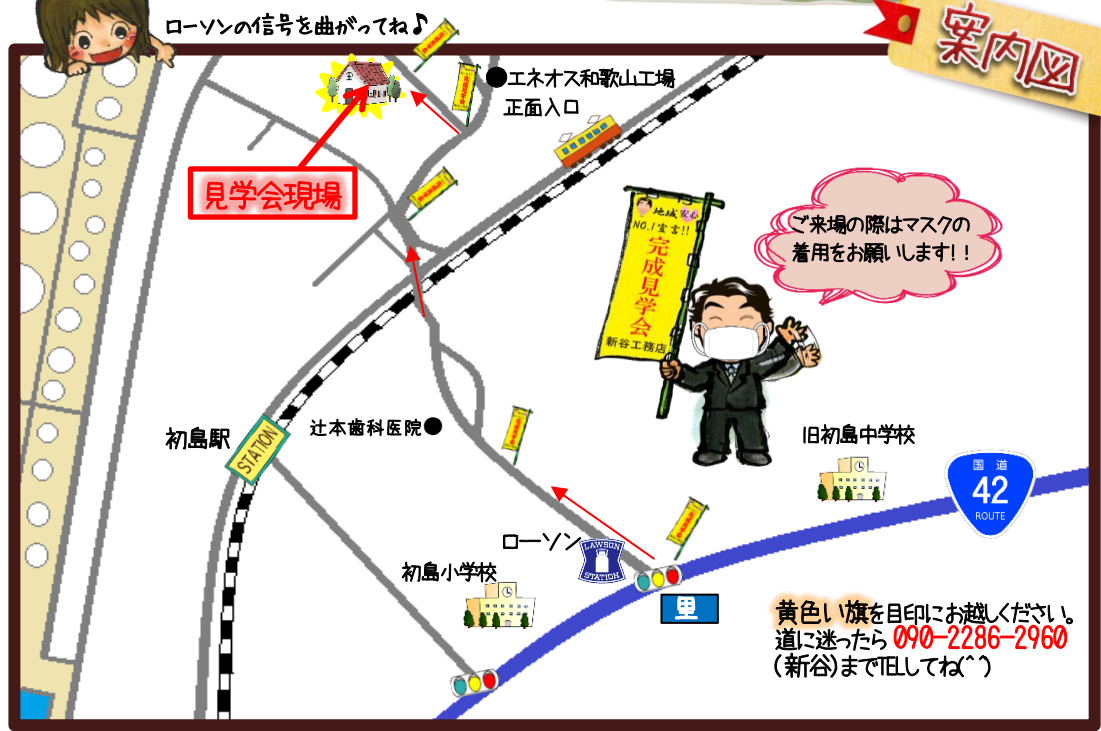 ローソンの信号を曲がってね♪
案内図
●エネオス和歌山工場
正面入口
見学会現場
地域安心
NO.1宣言!!
完成見学会
新谷工務店
ご来場の際はマスクの
着用をお願いします！！
初島駅
STATION
辻本歯科医院●
旧初島中学校
国道
42
ROUTE
ローソン
LAWSON
STATION
初島小学校
里
黄色い旗を目印にお越しください。
道に迷ったら 090-2286-2960
(新谷)までTELしてね(^^)